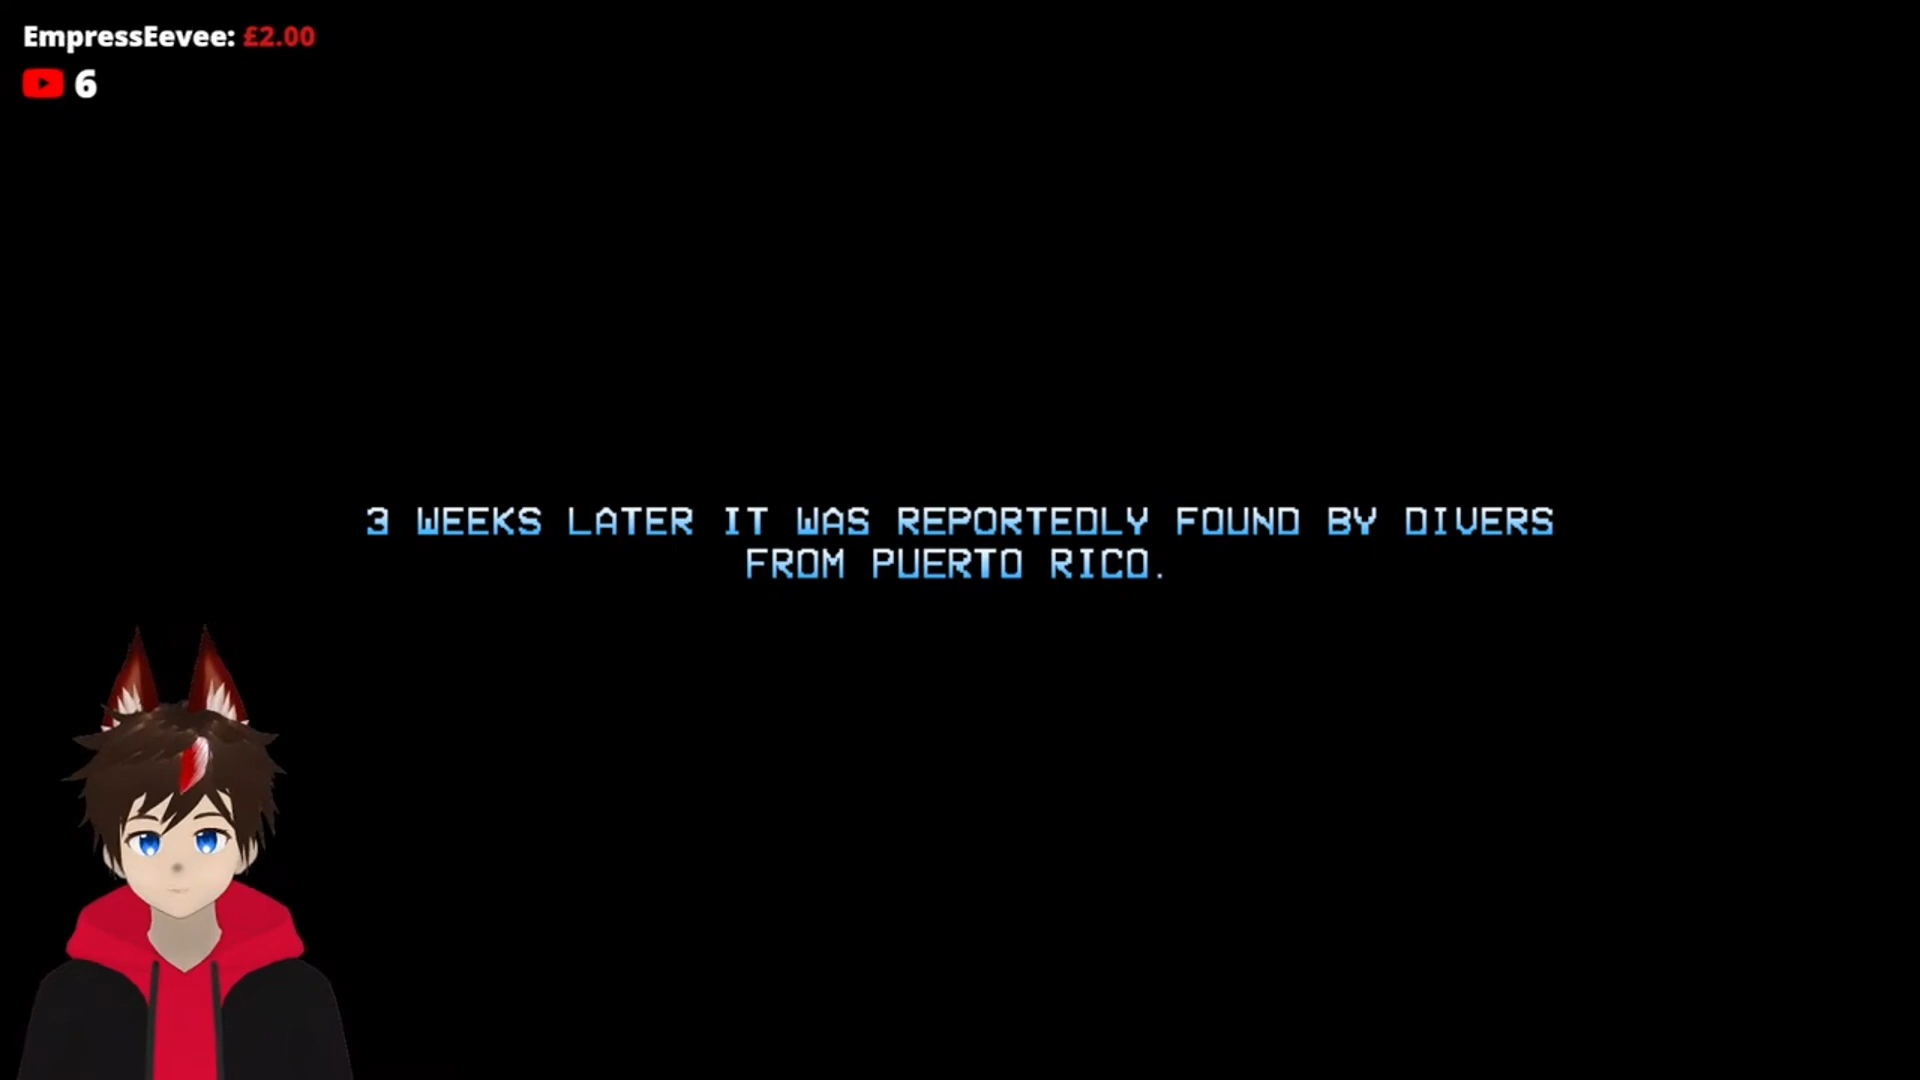 EmpressEevee: £2.00
6
3 WEEKS LATER IT WAS REPORTEDLY FOUND BY DIVERS
FROM PUERTO RICO.